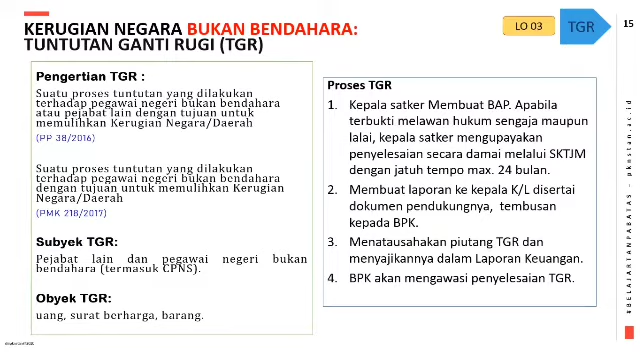 KERUGIAN NEGARA BUKAN BENDAHARA:
TUNTUTAN GANTI RUGI (TGR)
LO 03
TGR
15
Pengertian TGR :
Suatu proses tuntutan yang dilakukan
terhadap pegawai negeri bukan bendahara
atau pejabat lain dengan tujuan untuk
memulihkan Kerugian Negara/Daerah
(PP 38/2016)
Suatu proses tuntutan yang dilakukan
terhadap pegawai negeri bukan bendahara
dengan tujuan untuk memulihkan Kerugian
Negara/Daerah
(PMK 218/2017)
Subyek TGR:
Pejabat lain dan pegawai negeri bukan
bendahara (termasuk CPNS).
Obyek TGR:
uang, surat berharga, barang.
Proses TGR
1. Kepala satker Membuat BAP. Apabila
terbukti melawan hukum sengaja maupun
lalai, kepala satker mengupayakan
penyelesaian secara damai melalui SKTJM
dengan jatuh tempo max. 24 bulan.
2. Membuat laporan ke kepala K/L disertai
dokumen pendukungnya, tembusan
kepada BPK.
3. Menatausahakan piutang TGR dan
menyajikannya dalam Laporan Keuangan.
4. BPK akan mengawasi penyelesaian TGR.
#BELAJARTANPABATAS - pknstan.ac.id